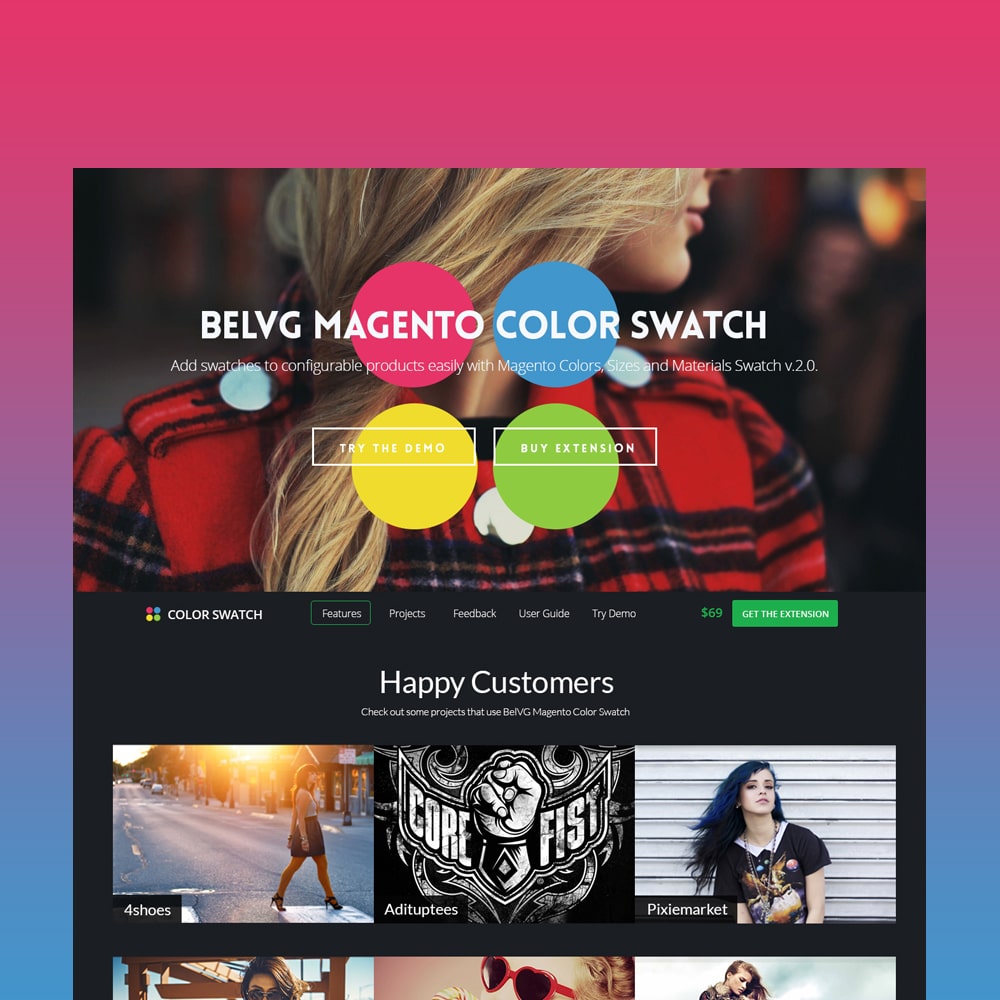 BELVG MAGENTO COLOR SWATCH
Add swatches to configurable products easily with Magento Colors, Sizes and Materials Swatch v.2.0.
TRY THE DEMO
BUY EXTENSION
COLOR SWATCH
Features
Projects
Feedback
User Guide
Try Demo
$69
GET THE EXTENSION
Happy Customers
Check out some projects that use BelVG Magento Color Swatch
CORE FIST
4shoes
Adituptees
Pixiemarket